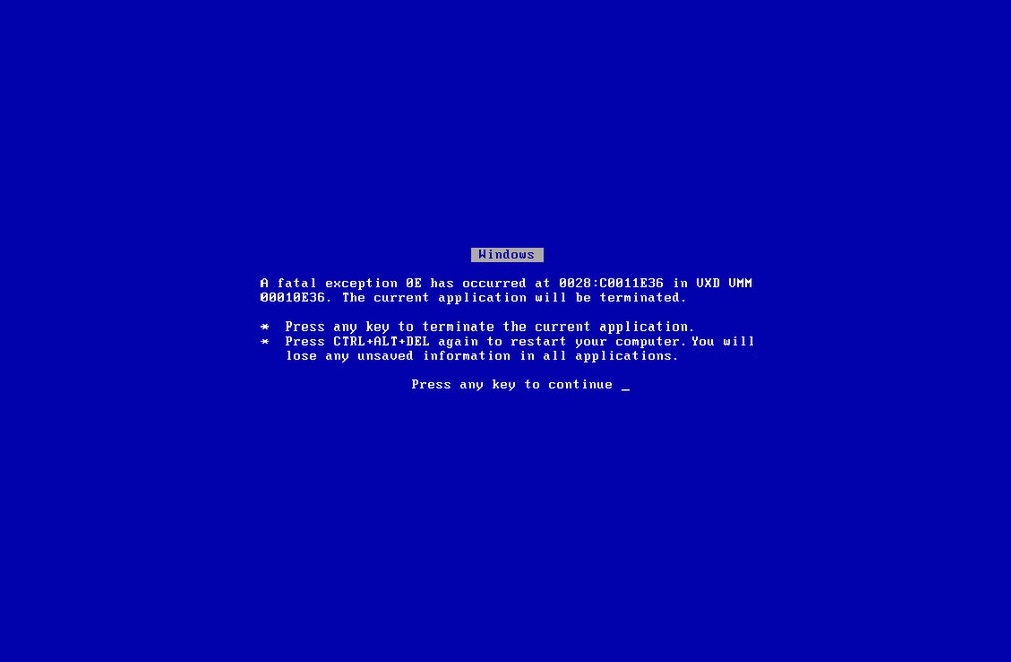 Windows
A fatal exception 0E has occurred at 0028:C0011E36 in VXD VMM
00010E36. The current application will be terminated.
* Press any key to terminate the current application.
* Press CTRL+ALT+DEL again to restart your computer. You will
lose any unsaved information in all applications.
Press any key to continue _